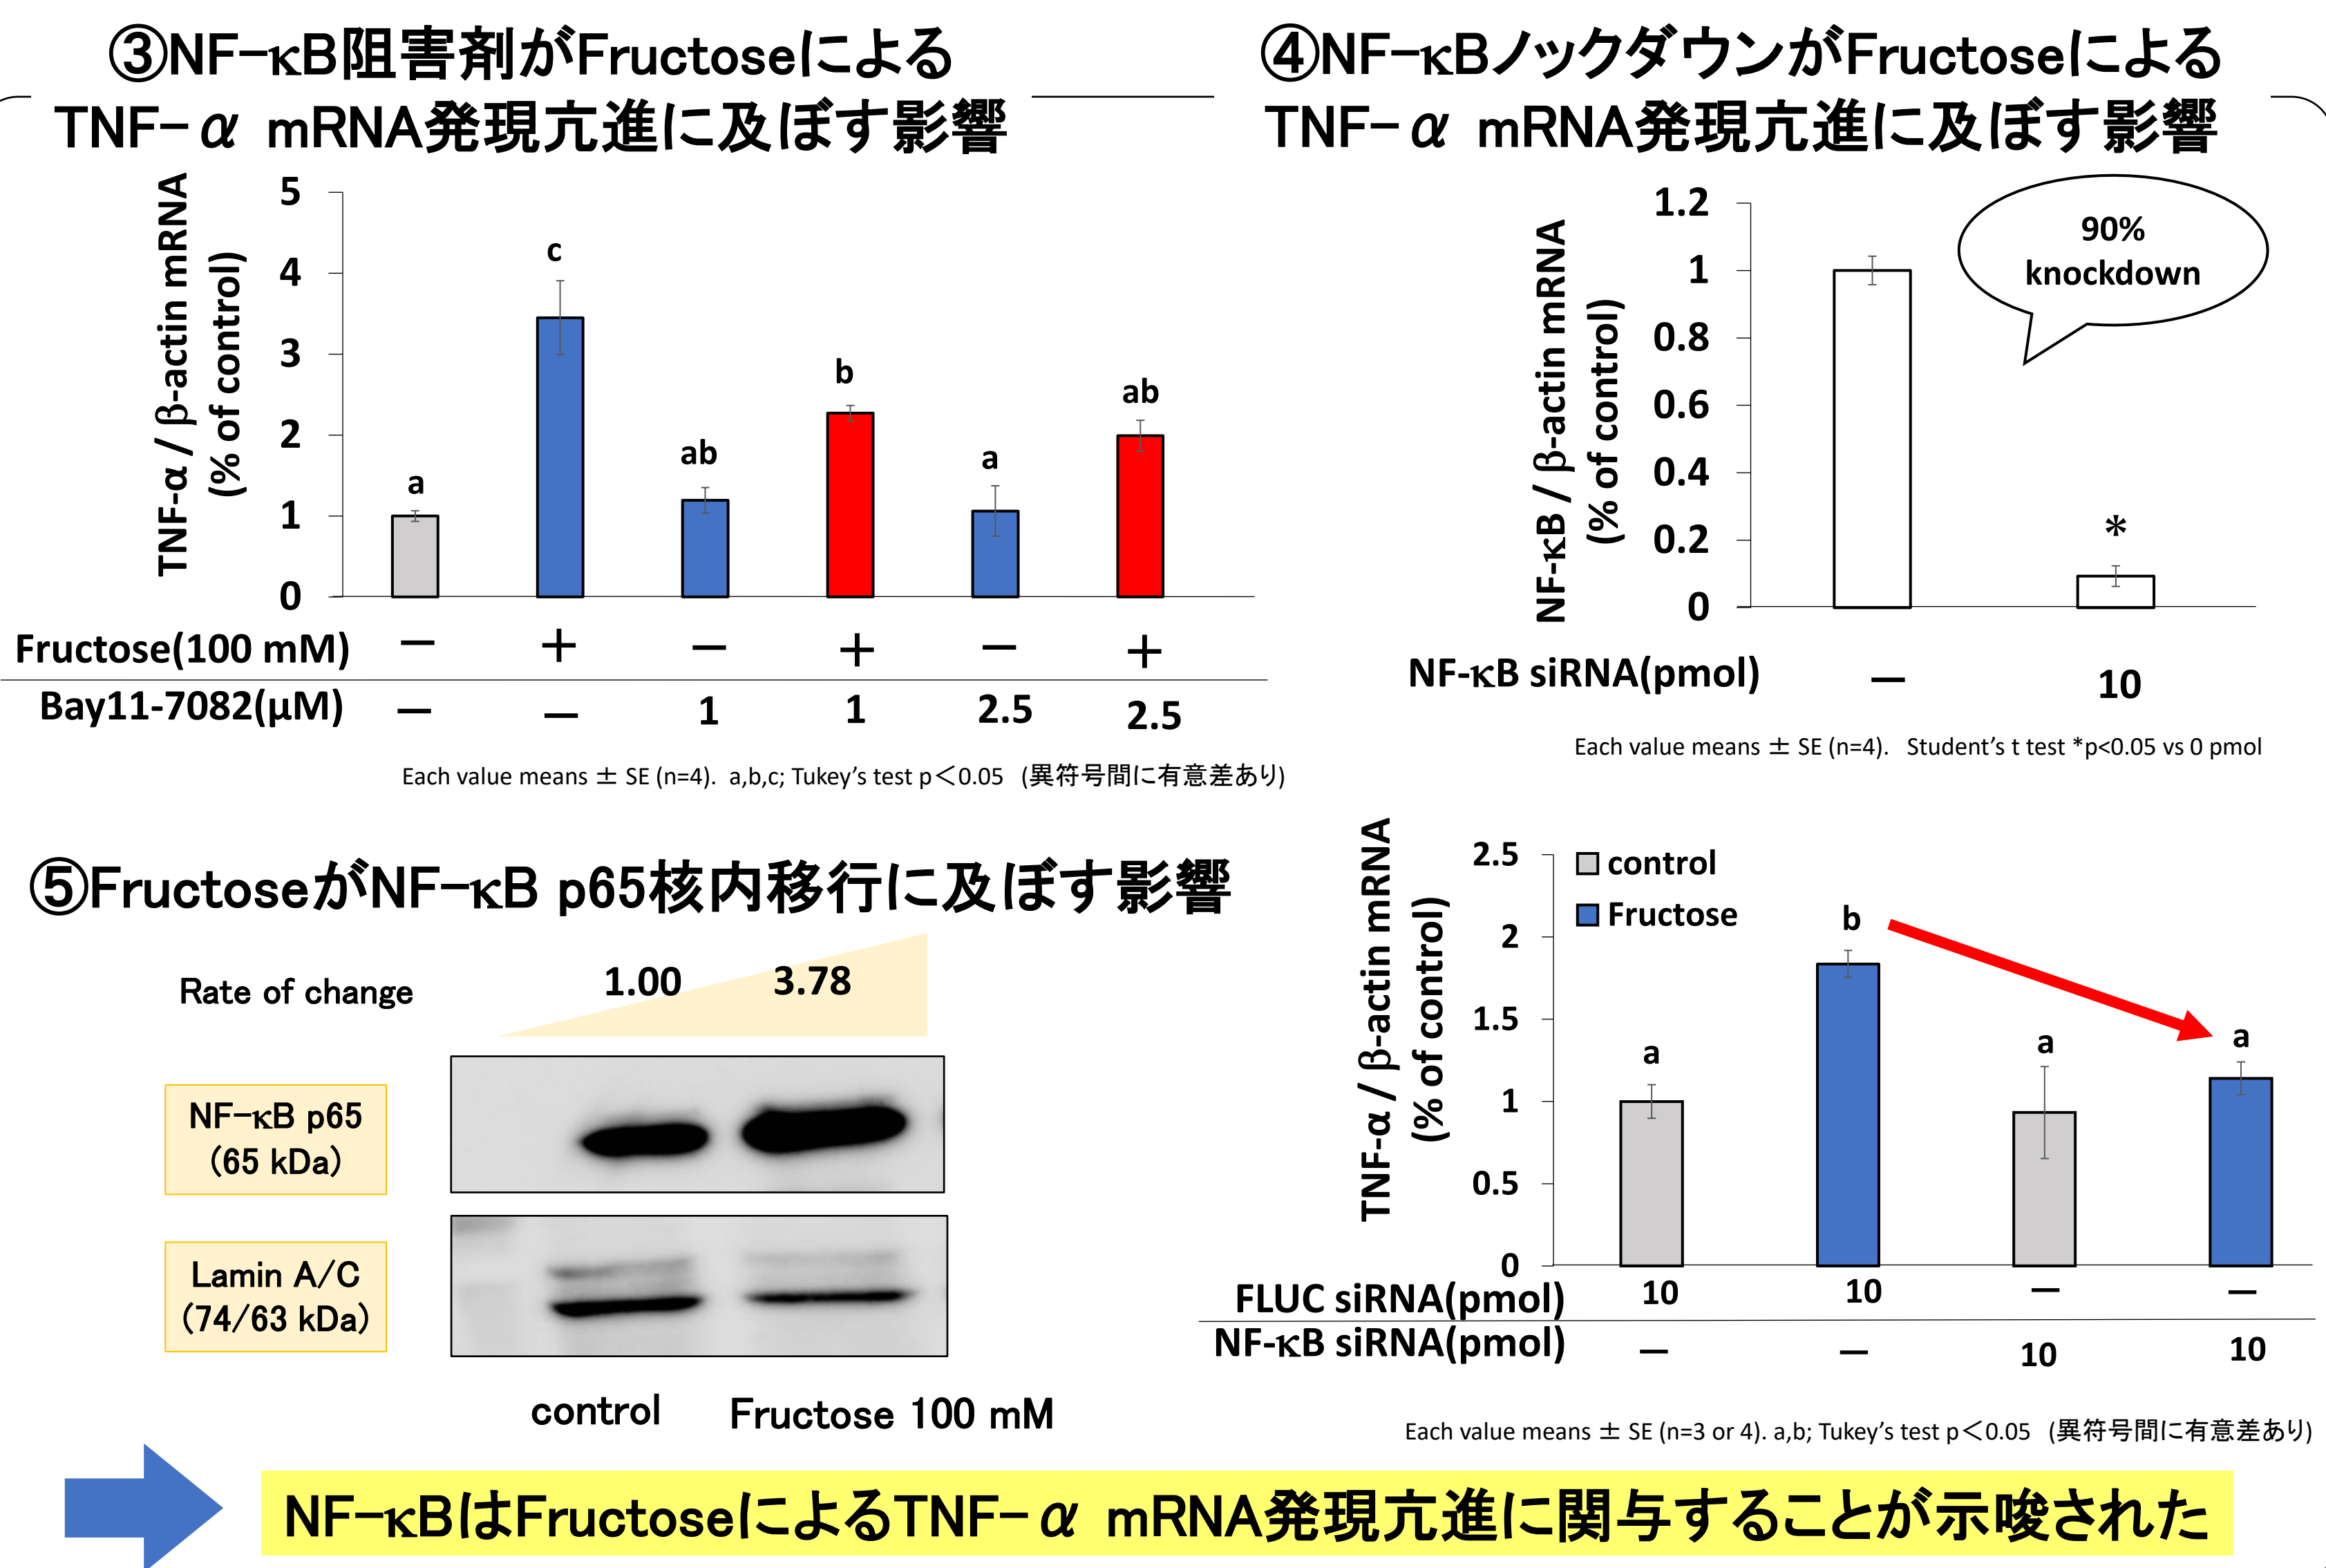 ③NF-κB阻害剤がFructoseによる
TNF-α mRNA発現亢進に及ぼす影響
TNF-α / β-actin mRNA
(% of control)
5
4
3
2
1
0
a
c
ab
b
a
ab
Fructose(100 mM) － ＋ － ＋ － ＋
Bay11-7082(μM) － － 1 1 2.5 2.5
Each value means ± SE (n=4). a,b,c; Tukey's test p＜0.05 (異符号間に有意差あり)
④NF-κBノックダウンがFructoseによる
TNF-α mRNA発現亢進に及ぼす影響
NF-κB / β-actin mRNA
(% of control)
1.2
1
0.8
0.6
0.4
0.2
0
90%
knockdown
*
NF-κB siRNA(pmol) － 10
Each value means ± SE (n=4). Student's t test *p<0.05 vs 0 pmol
TNF-α / β-actin mRNA
(% of control)
2.5
2
1.5
1
0.5
0
control
Fructose
a
b
a
a
FLUC siRNA(pmol) 10 10 － －
NF-κB siRNA(pmol) － － 10 10
Each value means ± SE (n=3 or 4). a,b; Tukey's test p＜0.05 (異符号間に有意差あり)
⑤FructoseがNF-κB p65核内移行に及ぼす影響
Rate of change 1.00 3.78
NF-κB p65
(65 kDa)
Lamin A/C
(74/63 kDa)
control Fructose 100 mM
NF-κBはFructoseによるTNF-α mRNA発現亢進に関与することが示唆された